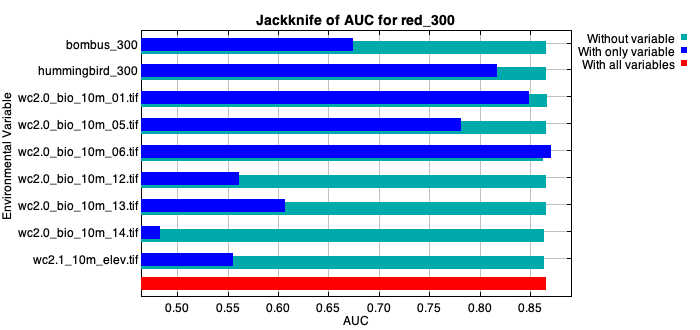 Jackknife of AUC for red_300
Without variable
With only variable
With all variables
Environmental Variable
bombus_300
hummingbird_300
wc2.0_bio_10m_01.tif
wc2.0_bio_10m_05.tif
wc2.0_bio_10m_06.tif
wc2.0_bio_10m_12.tif
wc2.0_bio_10m_13.tif
wc2.0_bio_10m_14.tif
wc2.1_10m_elev.tif
0.50 0.55 0.60 0.65 0.70 0.75 0.80 0.85
AUC